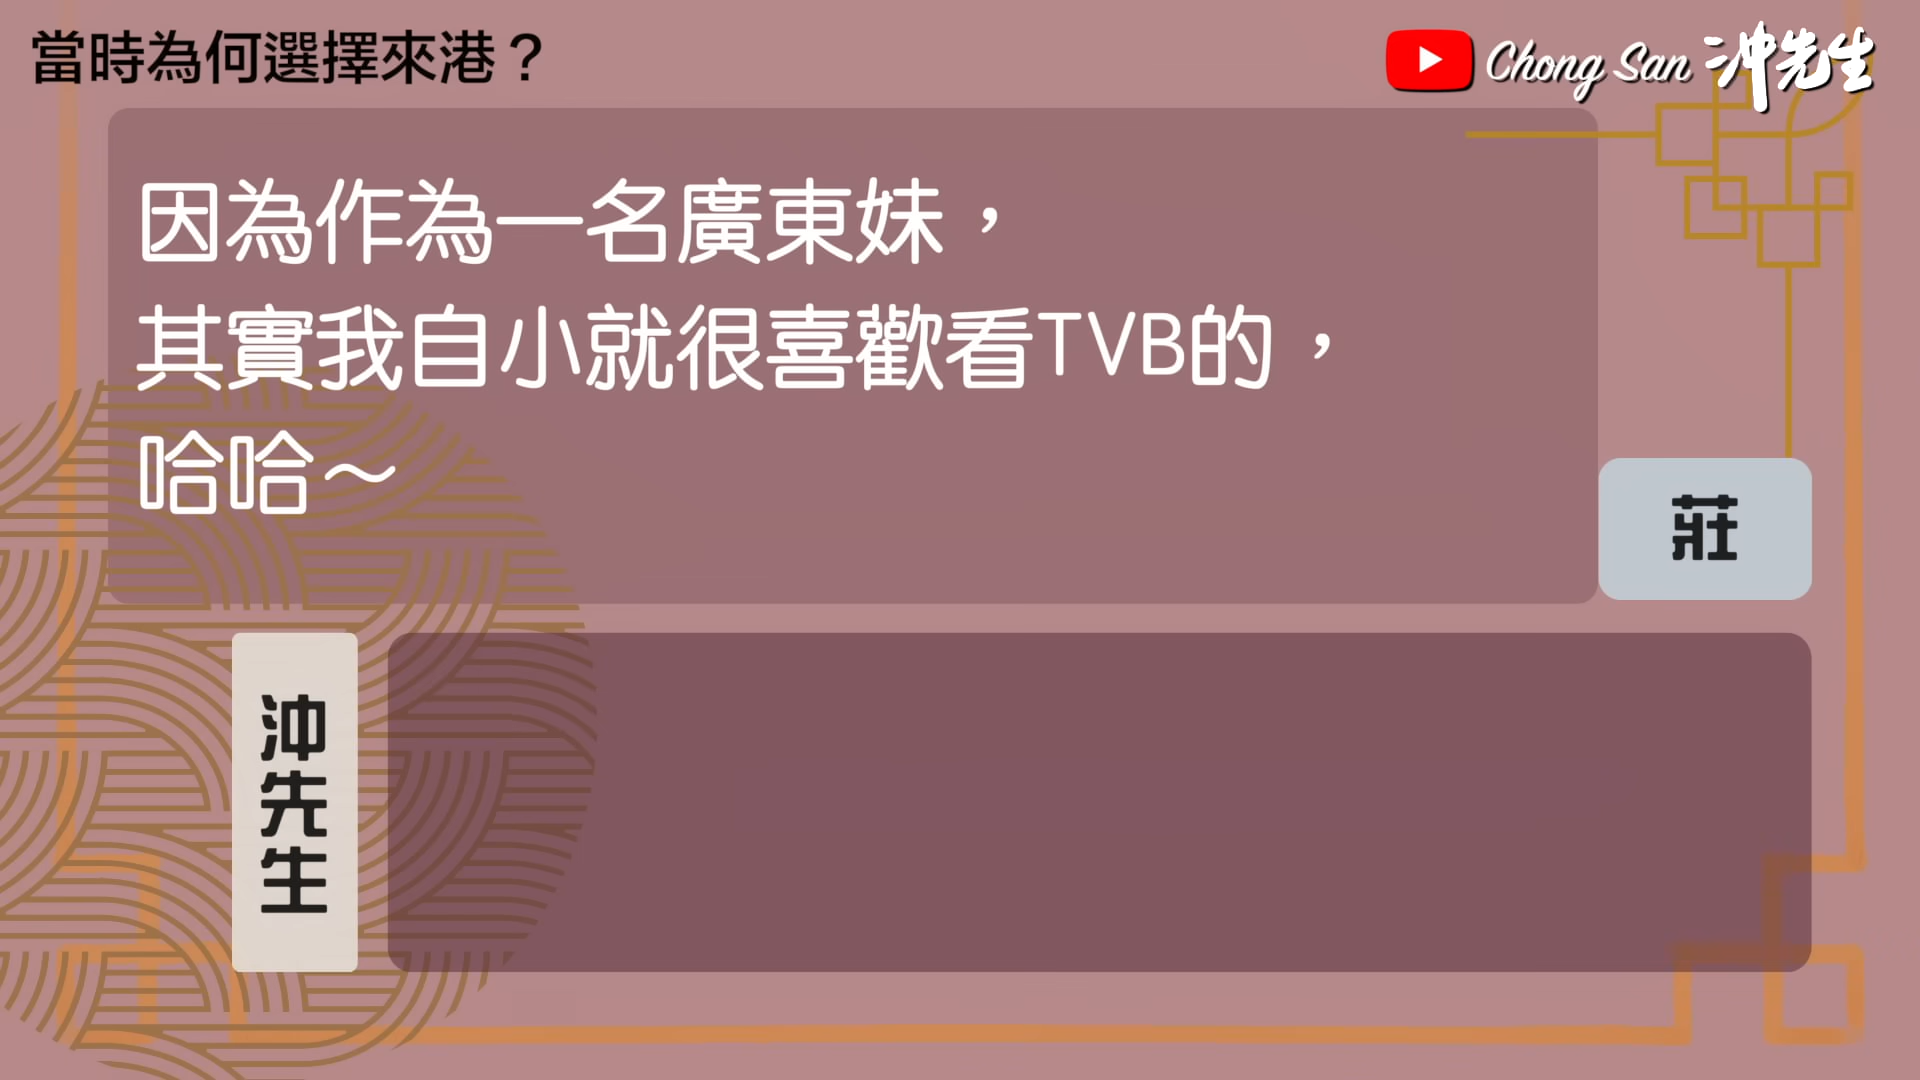 當時為何選擇來港？
Chong San 沖先生
因為作為一名廣東妹，
其實我自小就很喜歡看TVB的，
哈哈～
莊
沖先生